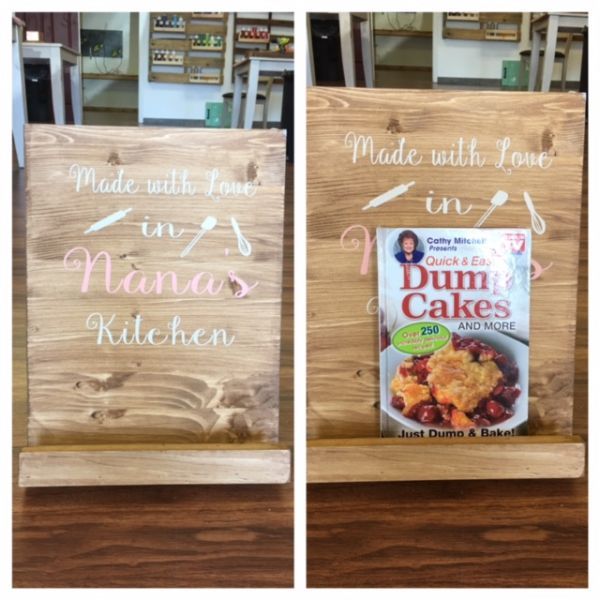 Made with Love
in
Nana's
Kitchen
Made with Love
in
Cathy Mitchell
Presents
Quick & Easy
Dump
Cakes
AND MORE
Over 250
Just Dump & Bake!